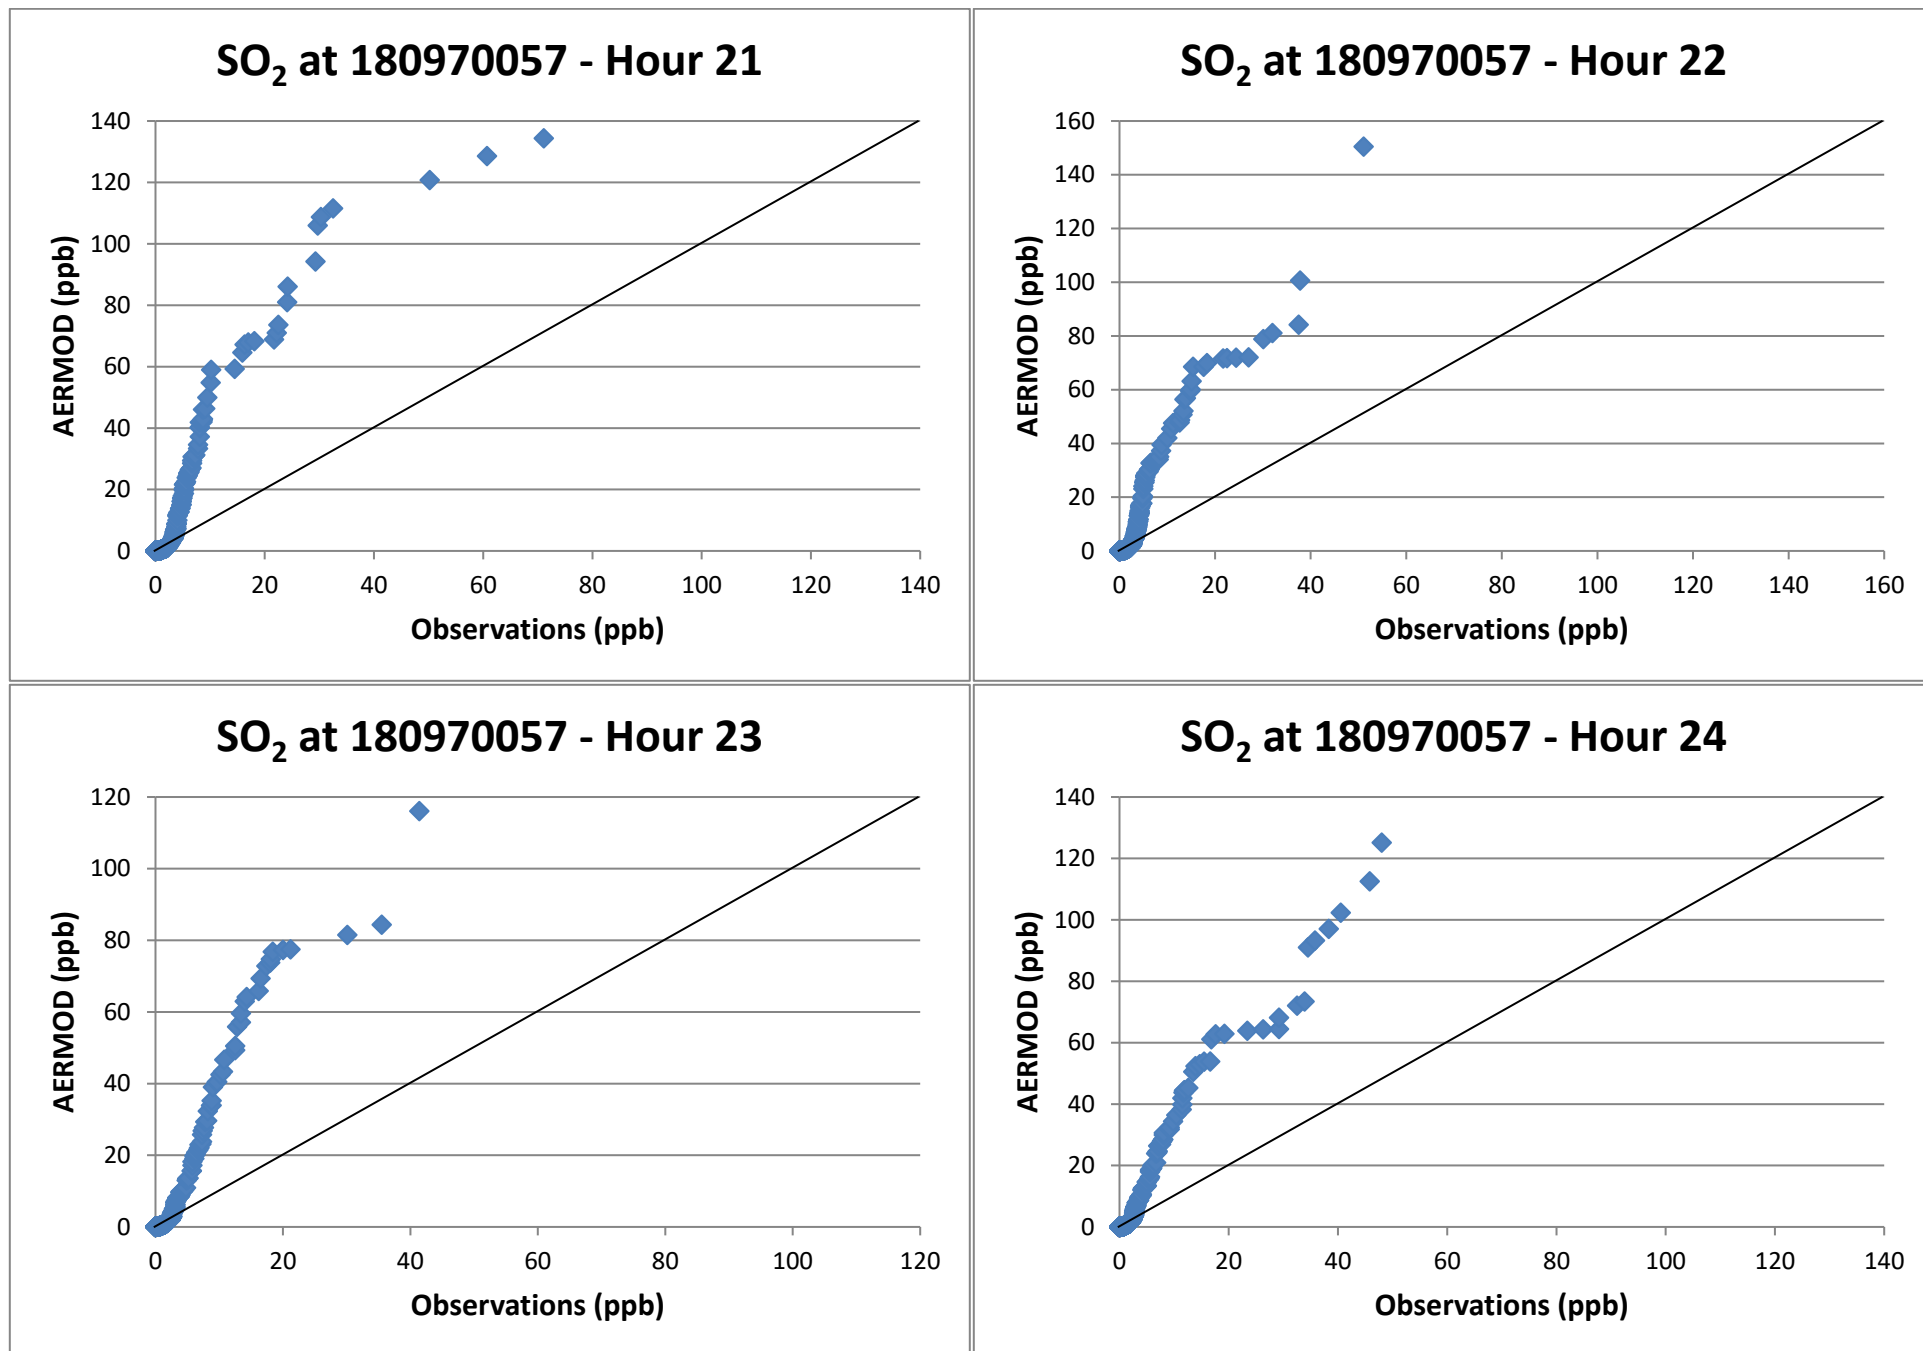 SO₂ at 180970057 - Hour 21
140
120
100
80
60
40
20
0
AERMOD (ppb)
0 20 40 60 80 100 120 140
Observations (ppb)
SO₂ at 180970057 - Hour 22
160
140
120
100
80
60
40
20
0
AERMOD (ppb)
0 20 40 60 80 100 120 140 160
Observations (ppb)
SO₂ at 180970057 - Hour 23
120
100
80
60
40
20
0
AERMOD (ppb)
0 20 40 60 80 100 120
Observations (ppb)
SO₂ at 180970057 - Hour 24
140
120
100
80
60
40
20
0
AERMOD (ppb)
0 20 40 60 80 100 120 140
Observations (ppb)